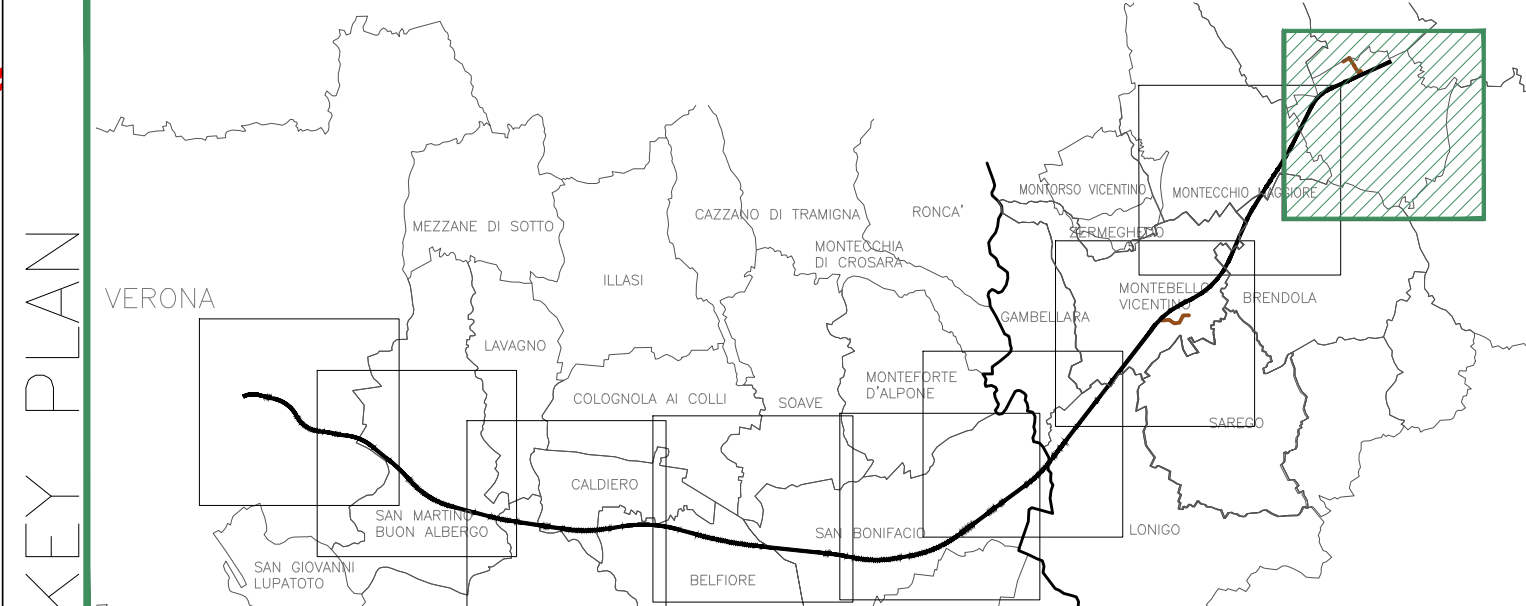 KEY PLAN
VERONA
MEZZANE DI SOTTO
CAZZANO DI TRAMIGNA
RONCA'
MONTORSO VICENTINO
MONTECCHIO MAGGIORE
ZERMEGHEDO
MONTECCHIA
DI CROSARA
ILLASI
MONTEBELLO
VICENTINO
BRENDOLA
GAMBELLARA
LAVAGNO
COLOGNOLA AI COLLI
SOAVE
MONTEFORTE
D'ALPONE
SAREGO
CALDIERO
SAN MARTINO
BUON ALBERGO
SAN BONIFACIO
LONIGO
SAN GIOVANNI
LUPATOTO
BELFIORE